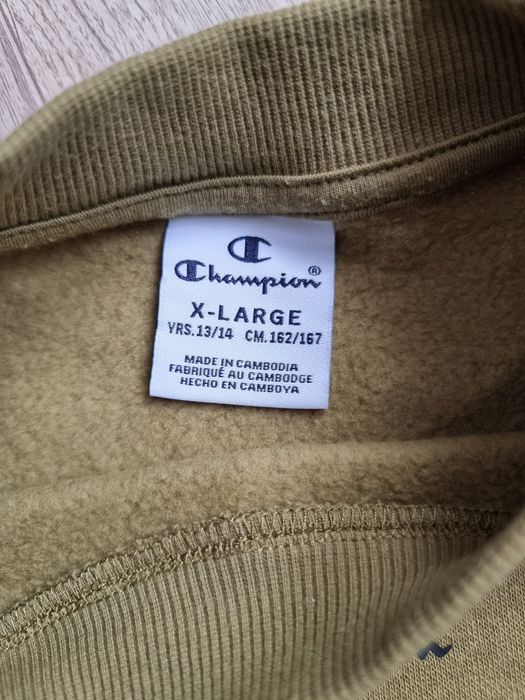 Champion®
X-LARGE
YRS.13/14 CM.162/167
MADE IN CAMBODIA
FABRIQUÉ AU CAMBODGE
HECHO EN CAMBOYA